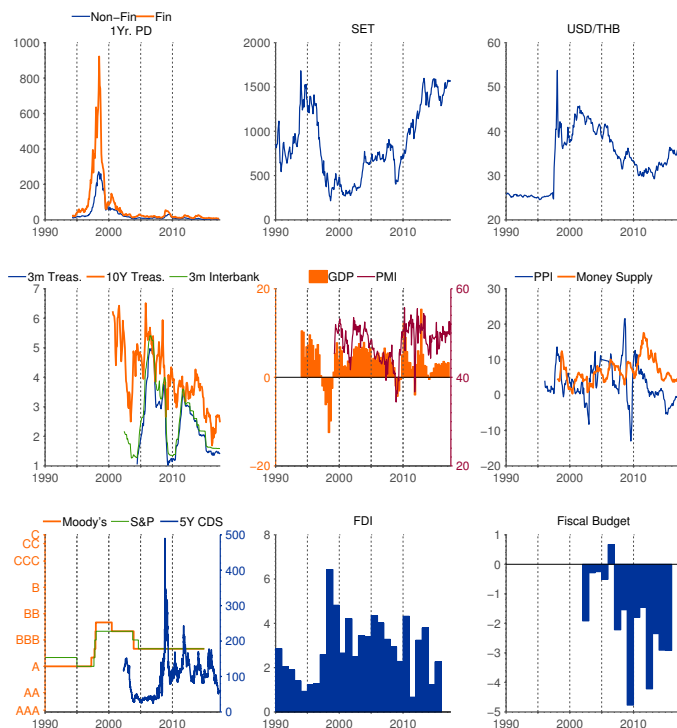 Non−Fin Fin
1Yr. PD
1000
800
600
400
200
0
1990 2000 2010
SET
2000
1500
1000
500
0
1990 2000 2010
USD/THB
60
50
40
30
20
1990 2000 2010
3m Treas. 10Y Treas. 3m Interbank
7
6
5
4
3
2
1
1990 2000 2010
GDP PMI
20
0
−20
60
40
20
1990 2000 2010
PPI Money Supply
30
20
10
0
−10
−20
1990 2000 2010
Moody's S&P 5Y CDS
C
CC
CCC
B
BB
BBB
A
AA
AAA
500
400
300
200
100
0
1990 2000 2010
FDI
8
6
4
2
0
1990 2000 2010
Fiscal Budget
1
0
−1
−2
−3
−4
−5
1990 2000 2010